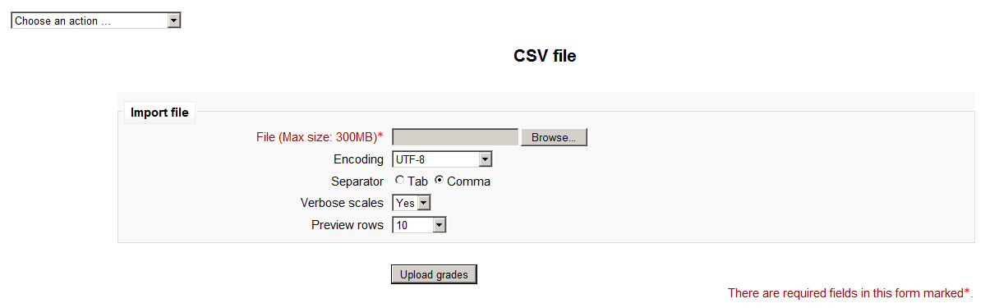 Choose an action ...
CSV file
Import file
File (Max size: 300MB)* Browse...
Encoding UTF-8
Separator Tab Comma
Verbose scales Yes
Preview rows 10
Upload grades
There are required fields in this form marked*.